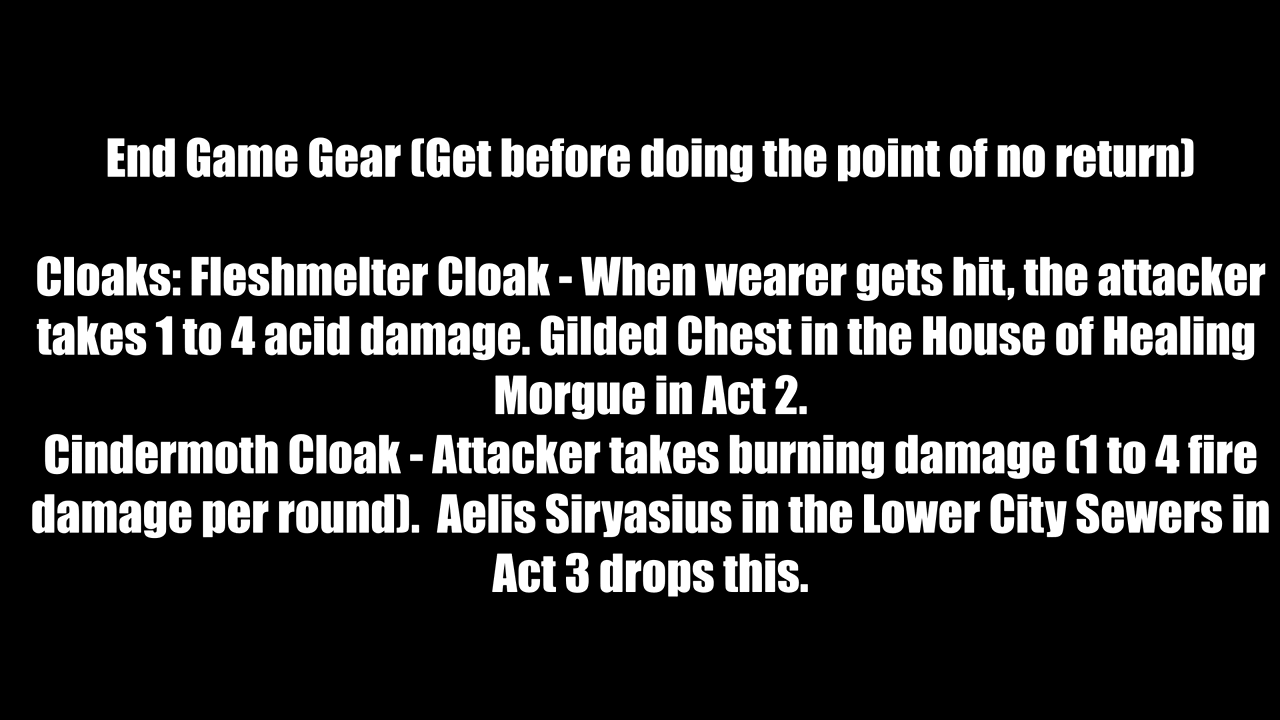 End Game Gear (Get before doing the point of no return)
Cloaks: Fleshmelter Cloak - When wearer gets hit, the attacker
takes 1 to 4 acid damage. Gilded Chest in the House of Healing
Morgue in Act 2.
Cindermoth Cloak - Attacker takes burning damage (1 to 4 fire
damage per round).  Aelis Siryasius in the Lower City Sewers in
Act 3 drops this.